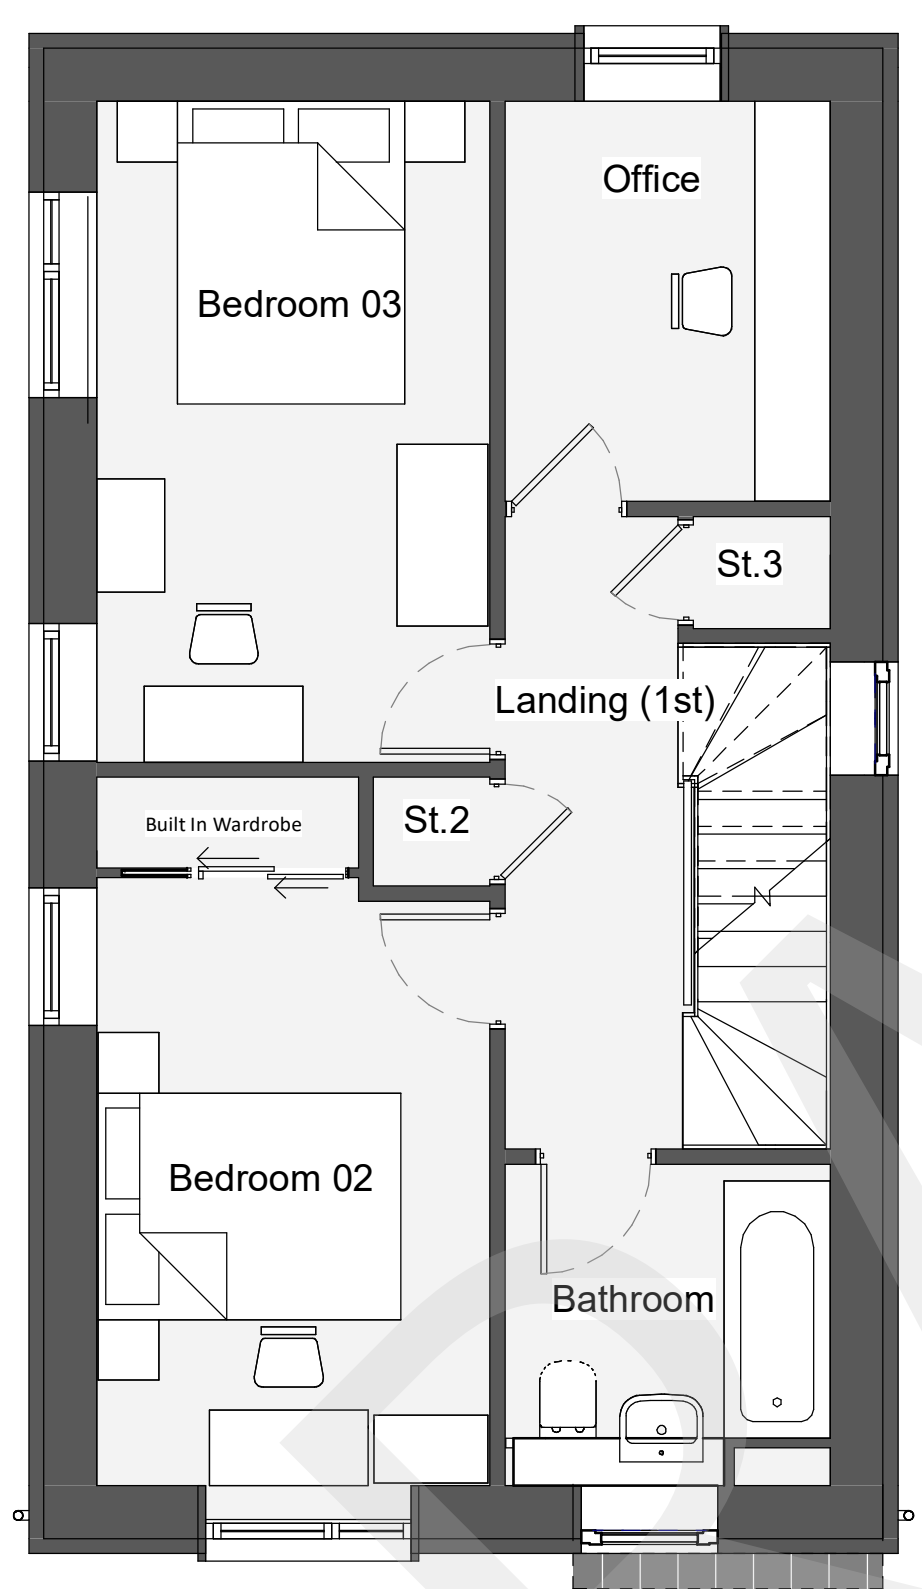 Office
Bedroom 03
St.3
Landing (1st)
St.2
Built In Wardrobe
Bedroom 02
Bathroom